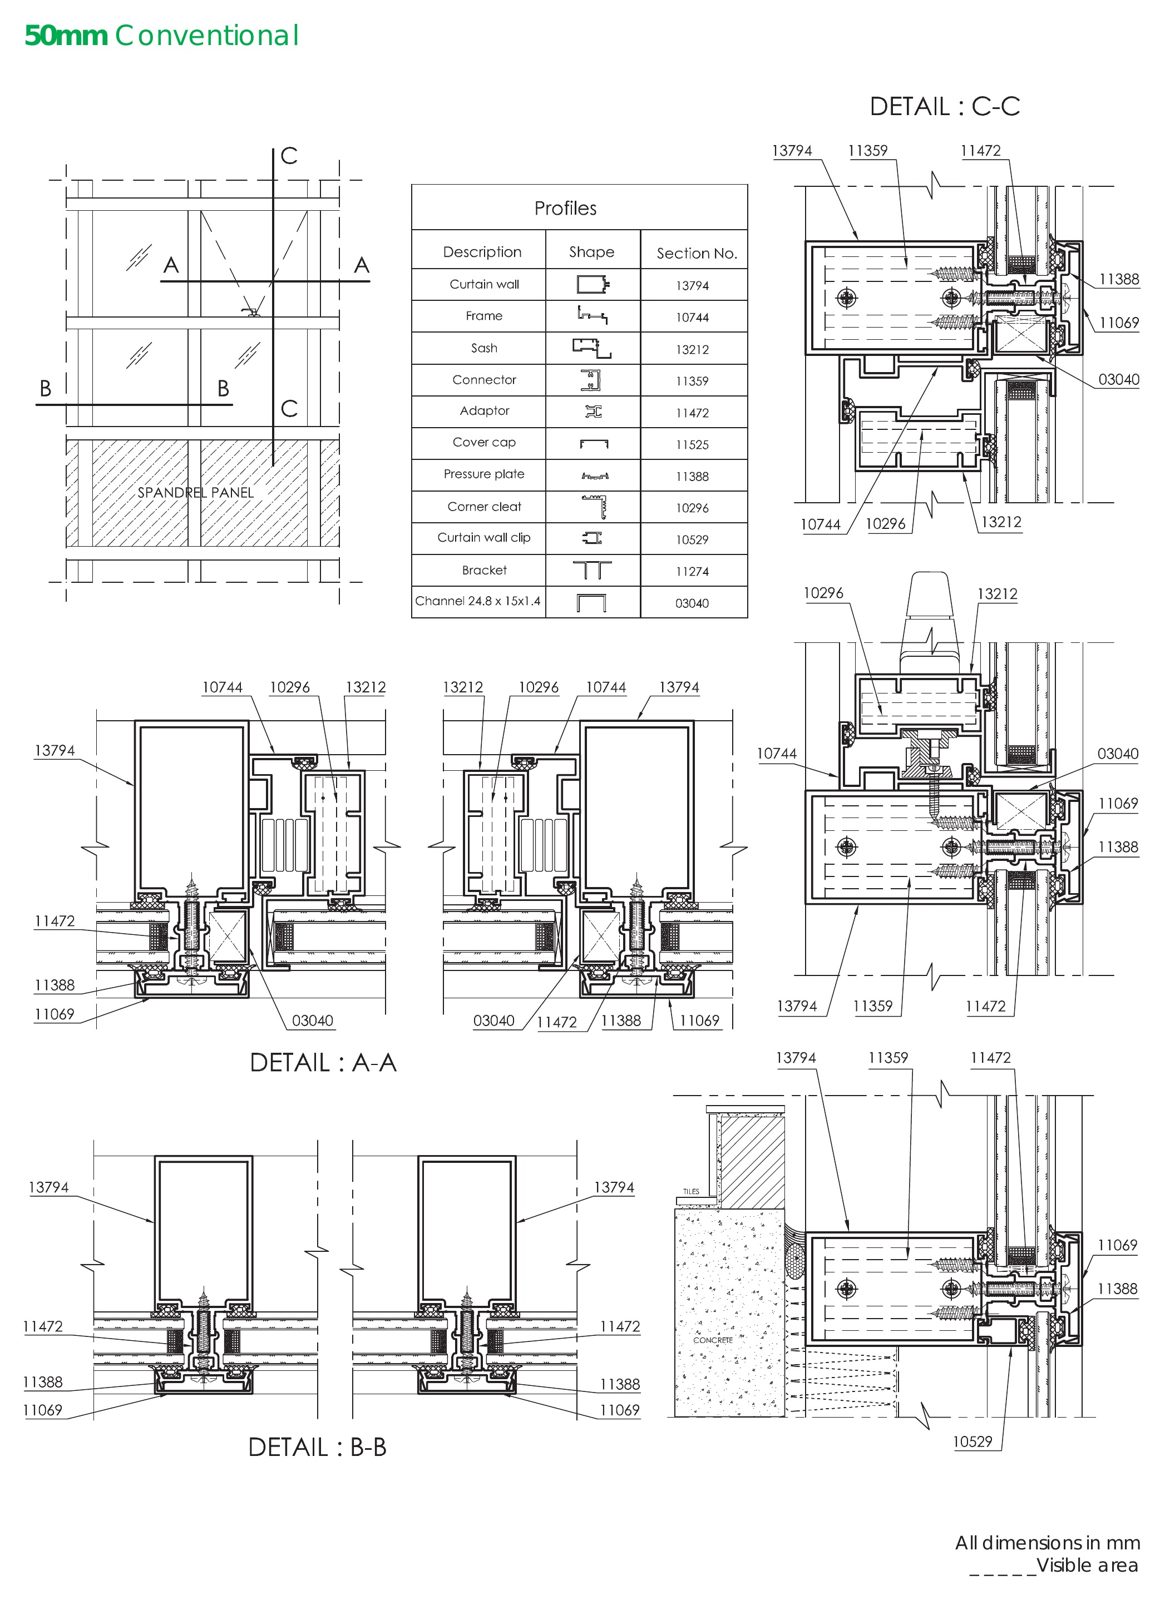 50mm Conventional
DETAIL : C-C
C
A
A
B
B
C
SPANDREL PANEL
Profiles
Description Shape Section No.
Curtain wall 13794
Frame 10744
Sash 13212
Connector 11359
Adaptor 11472
Cover cap 11525
Pressure plate 11388
Corner cleat 10296
Curtain wall clip 10529
Bracket 11274
Channel 24.8 x 15x1.4 03040
13794 11359 11472
11388
11069
03040
10744 10296 13212
10296 13212
10744 03040
11069
11388
13794 11359 11472
10744 10296 13212 13212 10296 10744 13794
13794
11472
11388
11069
03040 03040 11472 11388 11069
DETAIL : A-A
13794 11359 11472
TILES
CONCRETE
11069
11388
10529
13794 13794
11472 11472
11388 11388
11069 11069
DETAIL : B-B
All dimensions in mm
_ _ _ _ _Visible area